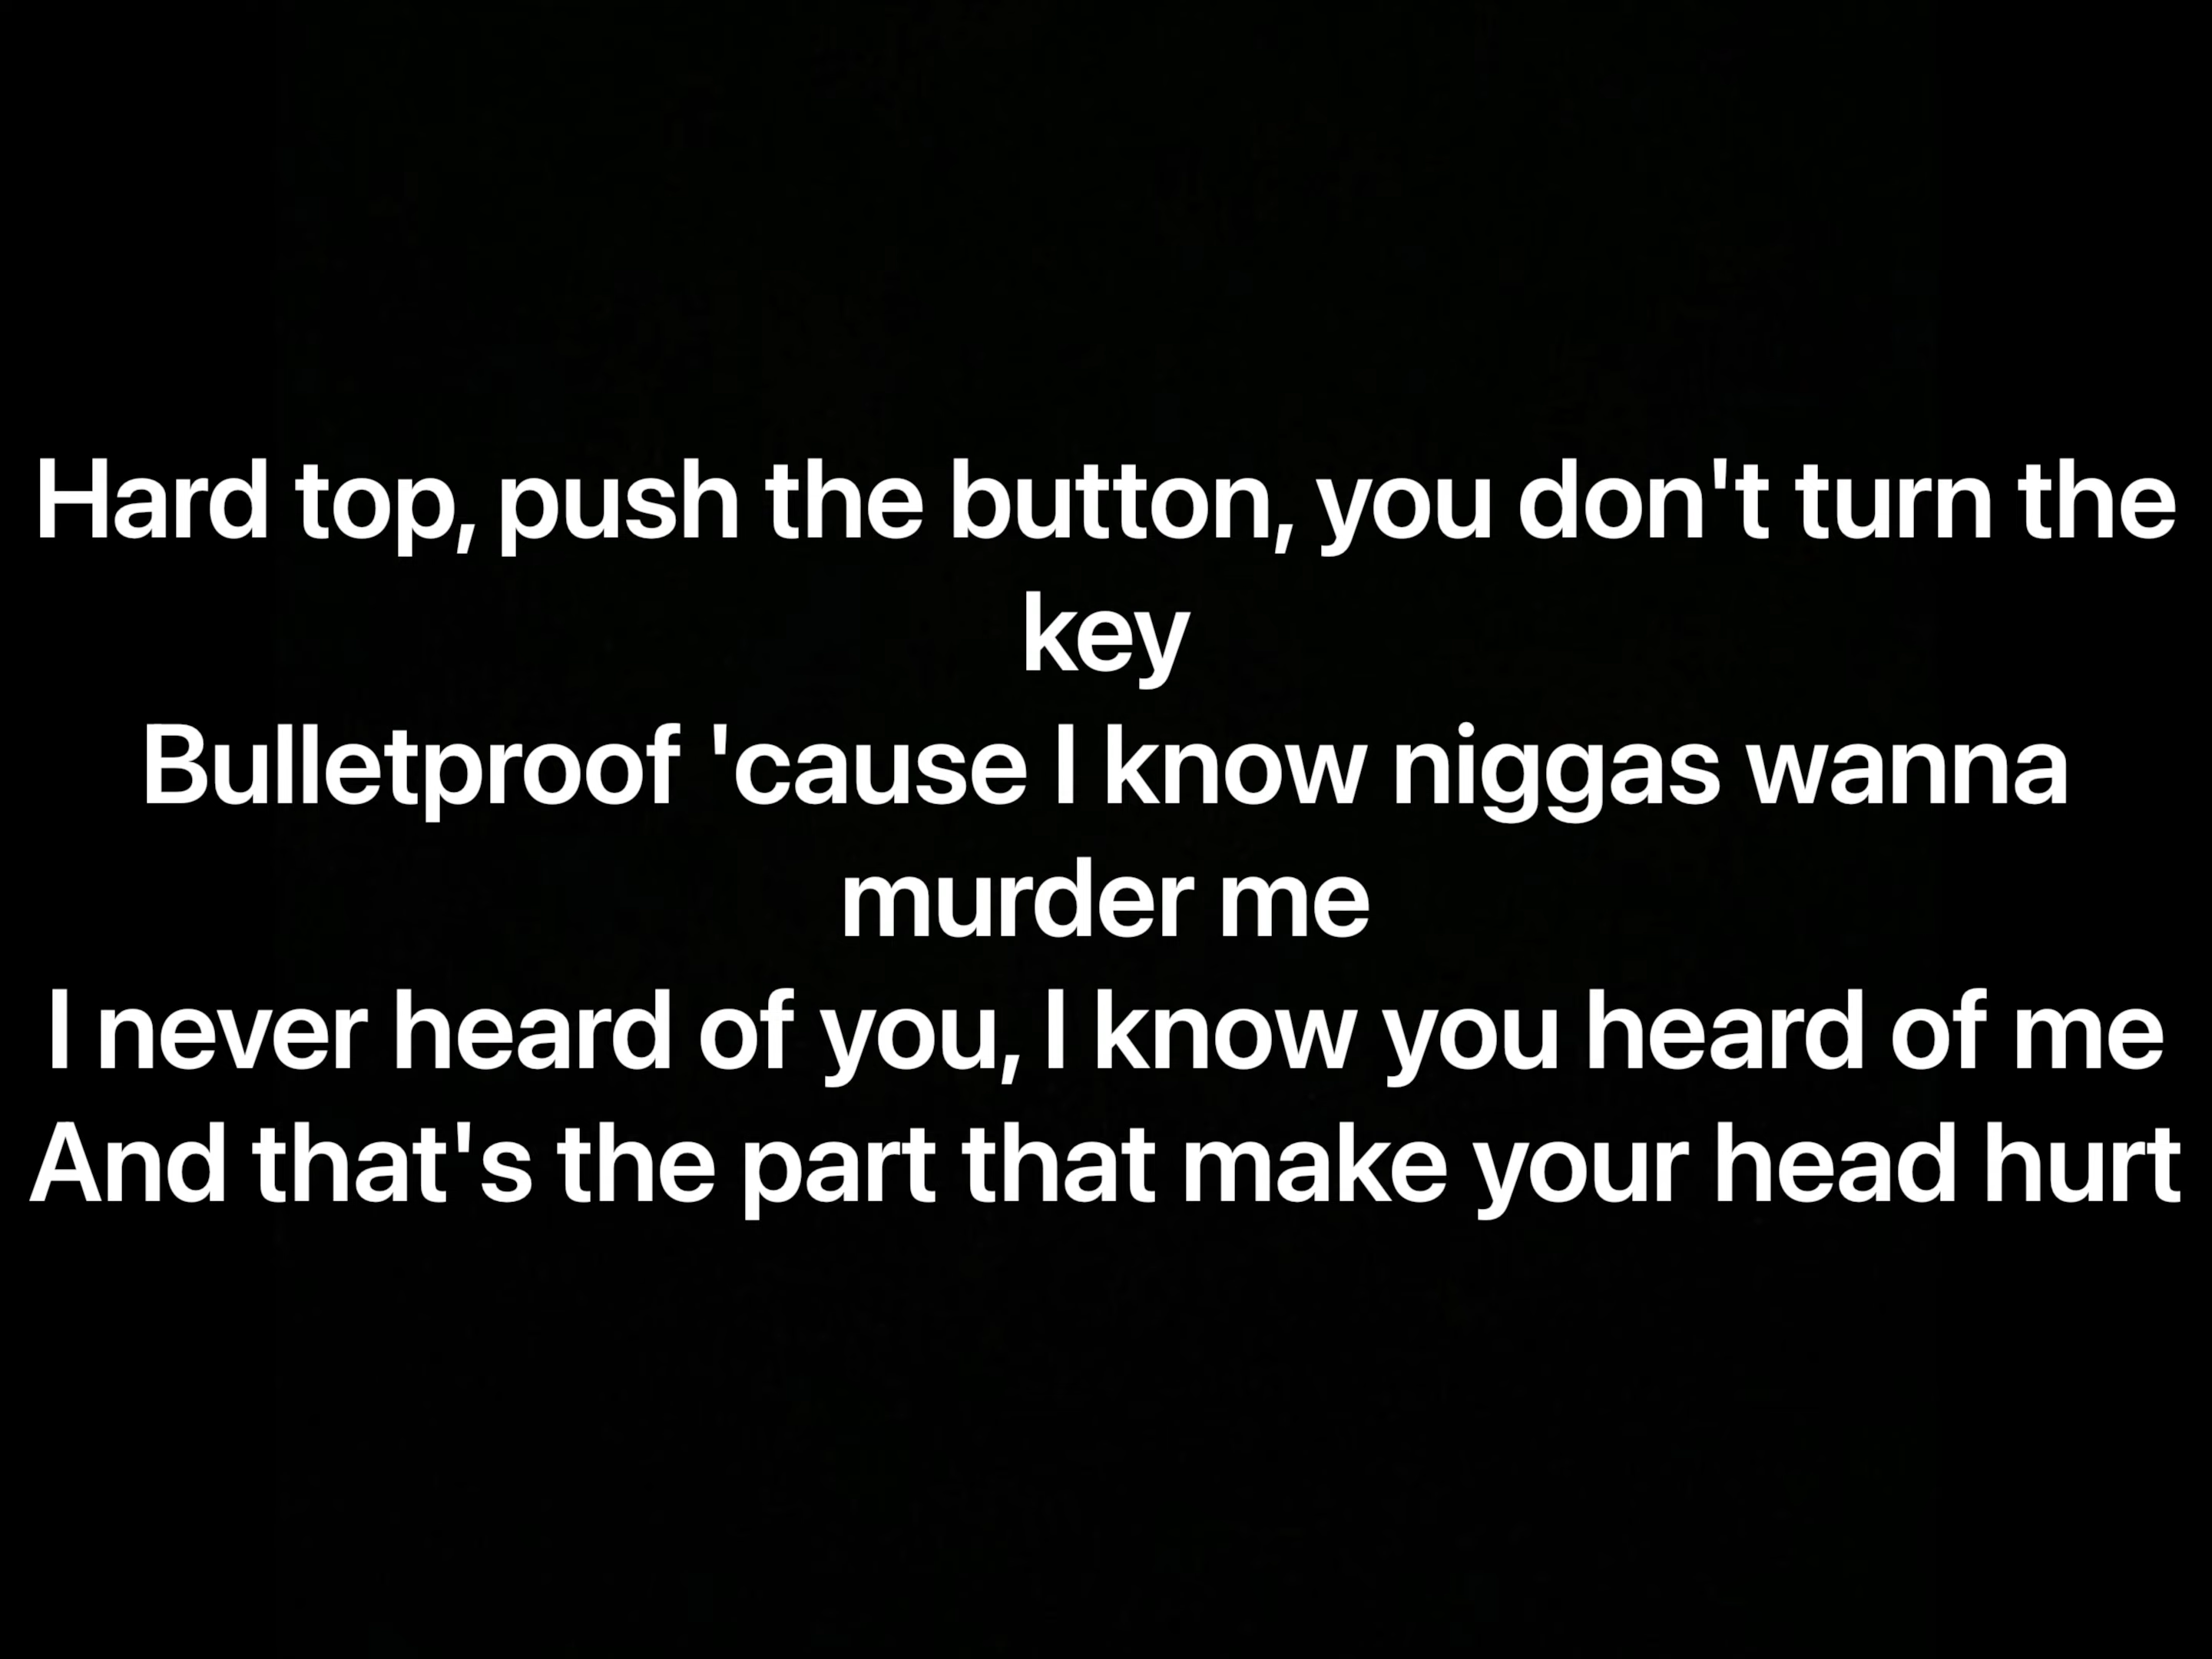 Hard top, push the button, you don't turn the
key
Bulletproof 'cause I know niggas wanna
murder me
I never heard of you, I know you heard of me
And that's the part that make your head hurt